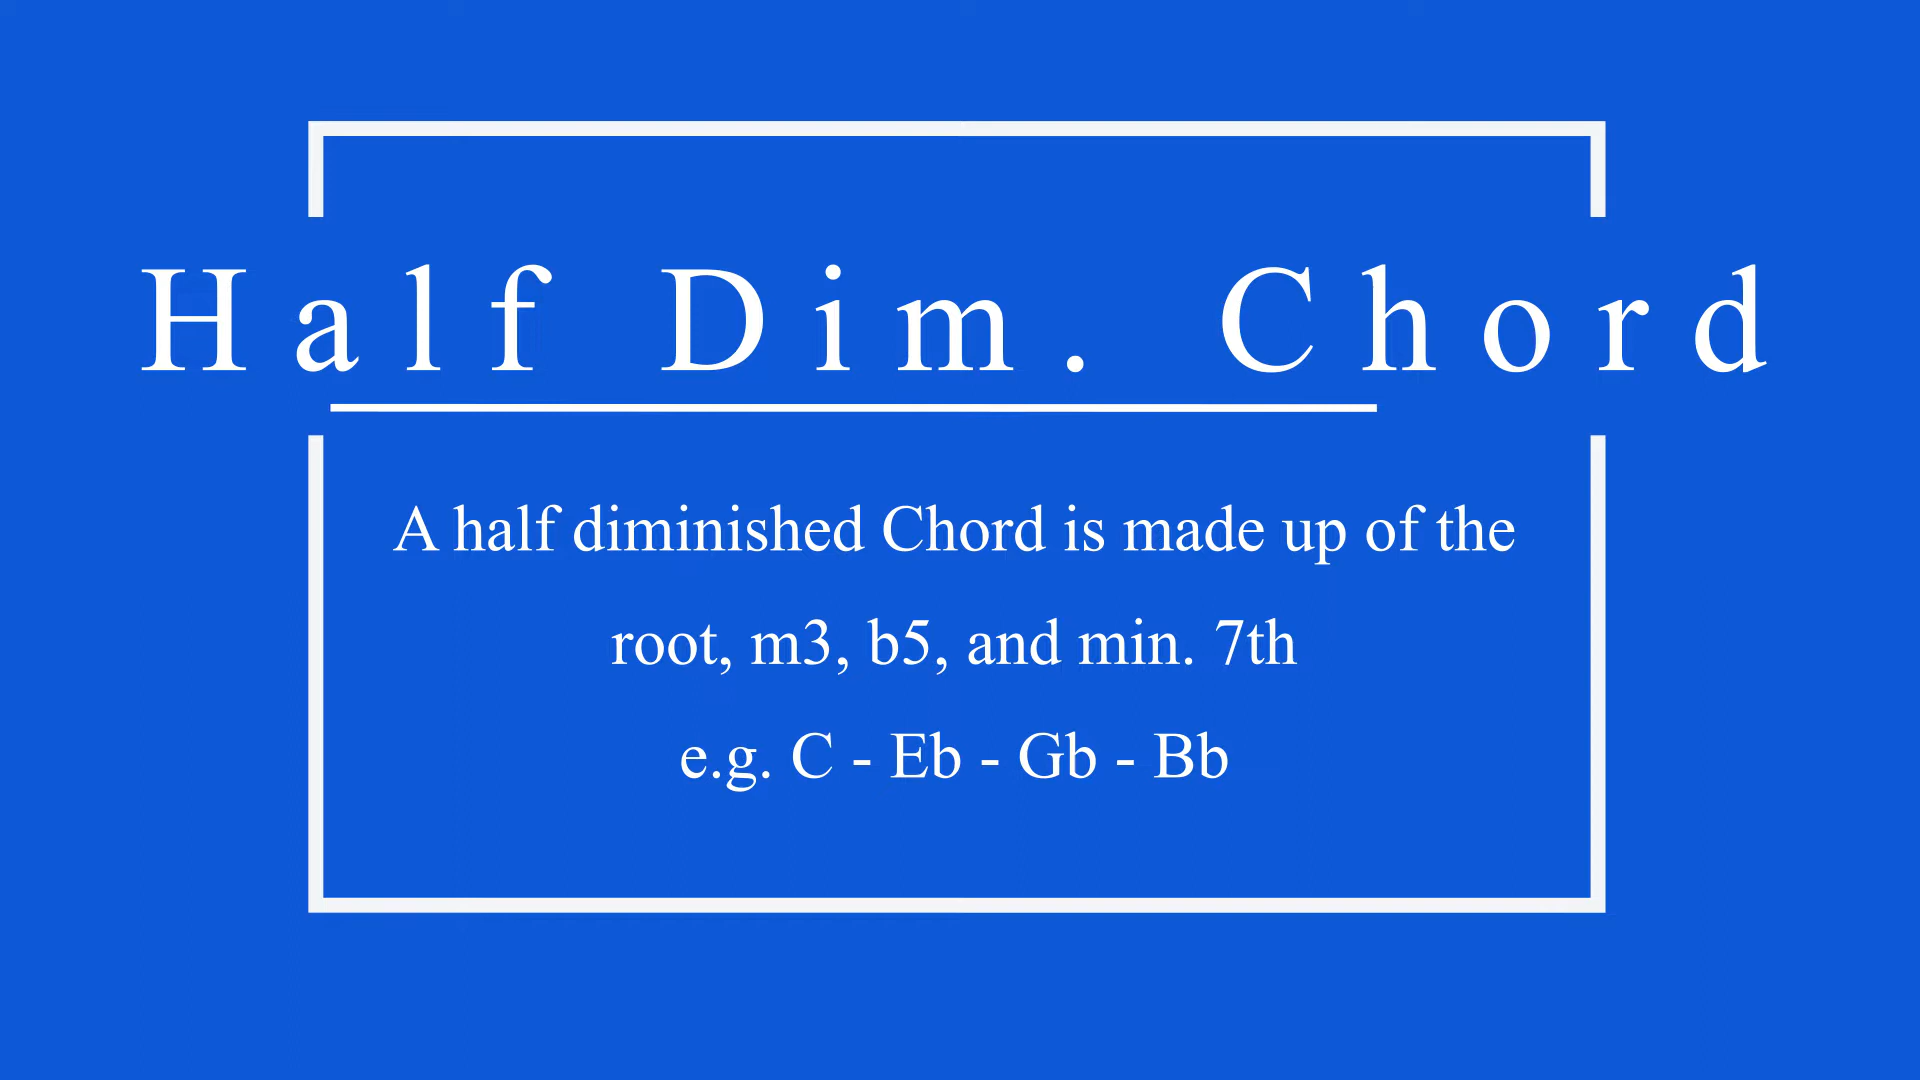 Half Dim. Chord
A half diminished Chord is made up of the
root, m3, b5, and min. 7th
e.g. C - Eb - Gb - Bb